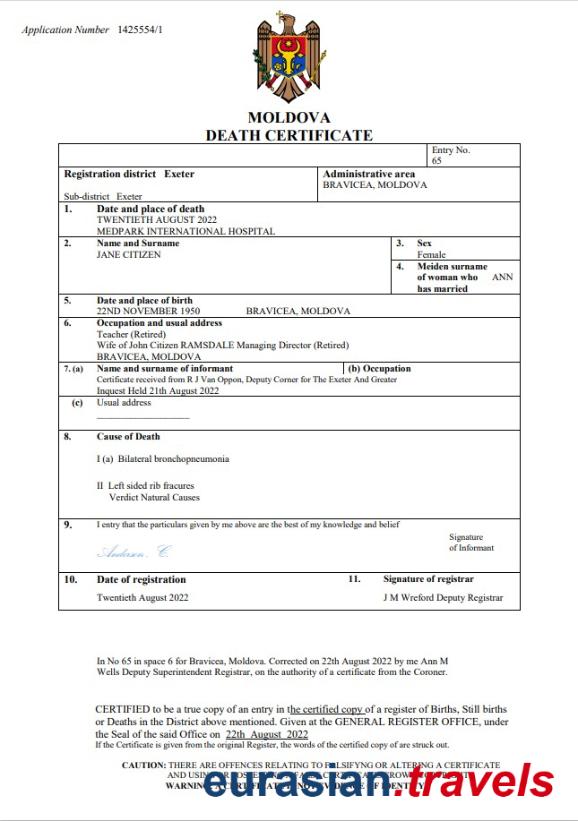 Application Number 1425554/1
MOLDOVA
DEATH CERTIFICATE
Entry No.
65
Registration district Exeter
Administrative area
BRAVICEA, MOLDOVA
Sub-district Exeter
1. Date and place of death
TWENTIETH AUGUST 2022
MEDPARK INTERNATIONAL HOSPITAL
2. Name and Surname
JANE CITIZEN
3. Sex
Female
4. Meiden surname
of woman who ANN
has married
5. Date and place of birth
22ND NOVEMBER 1950 BRAVICEA, MOLDOVA
6. Occupation and usual address
Teacher (Retired)
Wife of John Citizen RAMSDALE Managing Director (Retired)
BRAVICEA, MOLDOVA
7. (a) Name and surname of informant (b) Occupation
Certificate received from R J Van Oppon, Deputy Corner for The Exeter And Greater
Inquest Held 21th August 2022
(c) Usual address
8. Cause of Death
I (a) Bilateral bronchopneumonia
II Left sided rib fracures
Verdict Natural Causes
9. I entry that the particulars given by me above are the best of my knowledge and belief
Anderson, C.
Signature
of Informant
10. Date of registration 11. Signature of registrar
Twentieth August 2022 J M Wreford Deputy Registrar
In No 65 in space 6 for Bravicea, Moldova. Corrected on 22th August 2022 by me Ann M
Wells Deputy Superintendent Registrar, on the authority of a certificate from the Coroner.
CERTIFIED to be a true copy of an entry in the certified copy of a register of Births, Still births
or Deaths in the District above mentioned. Given at the GENERAL REGISTER OFFICE, under
the Seal of the said Office on 22th August 2022
If the Certificate is given from the original Register, the words of the certified copy of are struck out.
CAUTION: THERE ARE OFFENCES RELATING TO FALSIFYNG OR ALTERING A CERTIFICATE
AND
WARNING
eurasian.travels